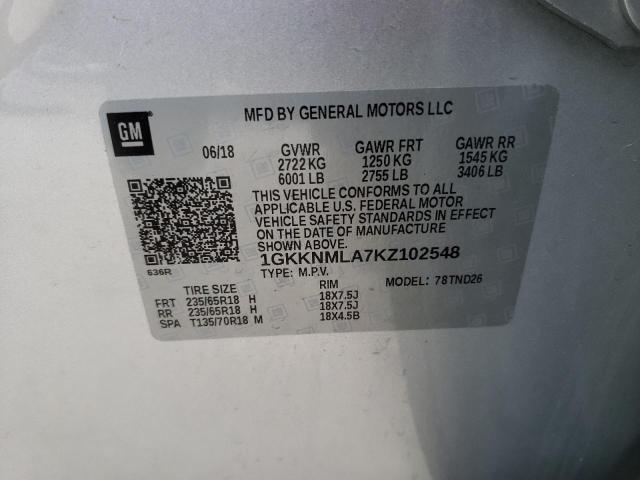 GM
MFD BY GENERAL MOTORS LLC
06/18 GVWR GAWR FRT GAWR RR
2722 KG 1250 KG 1545 KG
6001 LB 2755 LB 3406 LB
THIS VEHICLE CONFORMS TO ALL
APPLICABLE U.S. FEDERAL MOTOR
VEHICLE SAFETY STANDARDS IN EFFECT
ON THE DATE OF MANUFACTURE
SHOWN ABOVE.
636R
1GKKNMLA7KZ102548
TYPE: M.P.V. MODEL: 78TND26
TIRE SIZE RIM
FRT 235/65R18 H 18X7.5J
RR 235/65R18 H 18X7.5J
SPA T135/70R18 M 18X4.5B